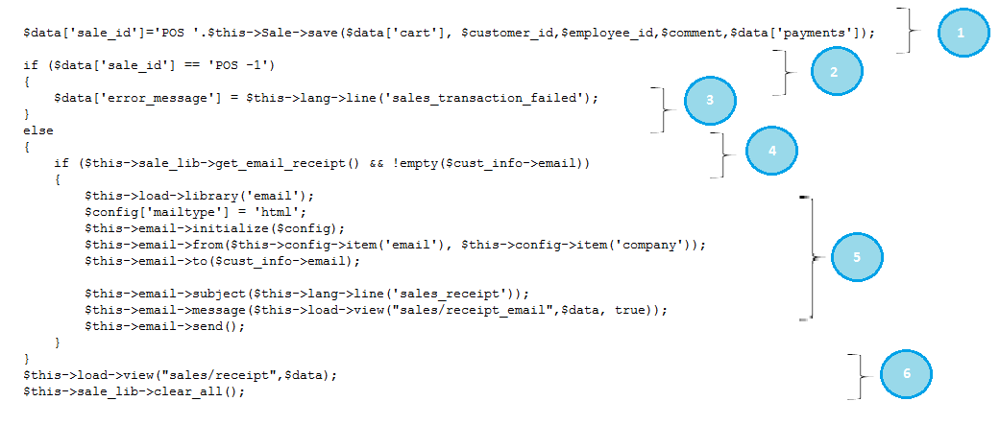 $data['sale_id']='POS '.$this->Sale->save($data['cart'], $customer_id,$employee_id,$comment,$data['payments']);
1
if ($data['sale_id'] == 'POS -1')
2
{
$data['error_message'] = $this->lang->line('sales_transaction_failed');
3
}
else
{
4
if ($this->sale_lib->get_email_receipt() && !empty($cust_info->email))
{
$this->load->library('email');
$config['mailtype'] = 'html';
$this->email->initialize($config);
$this->email->from($this->config->item('email'), $this->config->item('company'));
$this->email->to($cust_info->email);
5
$this->email->subject($this->lang->line('sales_receipt'));
$this->email->message($this->load->view("sales/receipt_email",$data, true));
$this->email->send();
}
}
$this->load->view("sales/receipt",$data);
6
$this->sale_lib->clear_all();